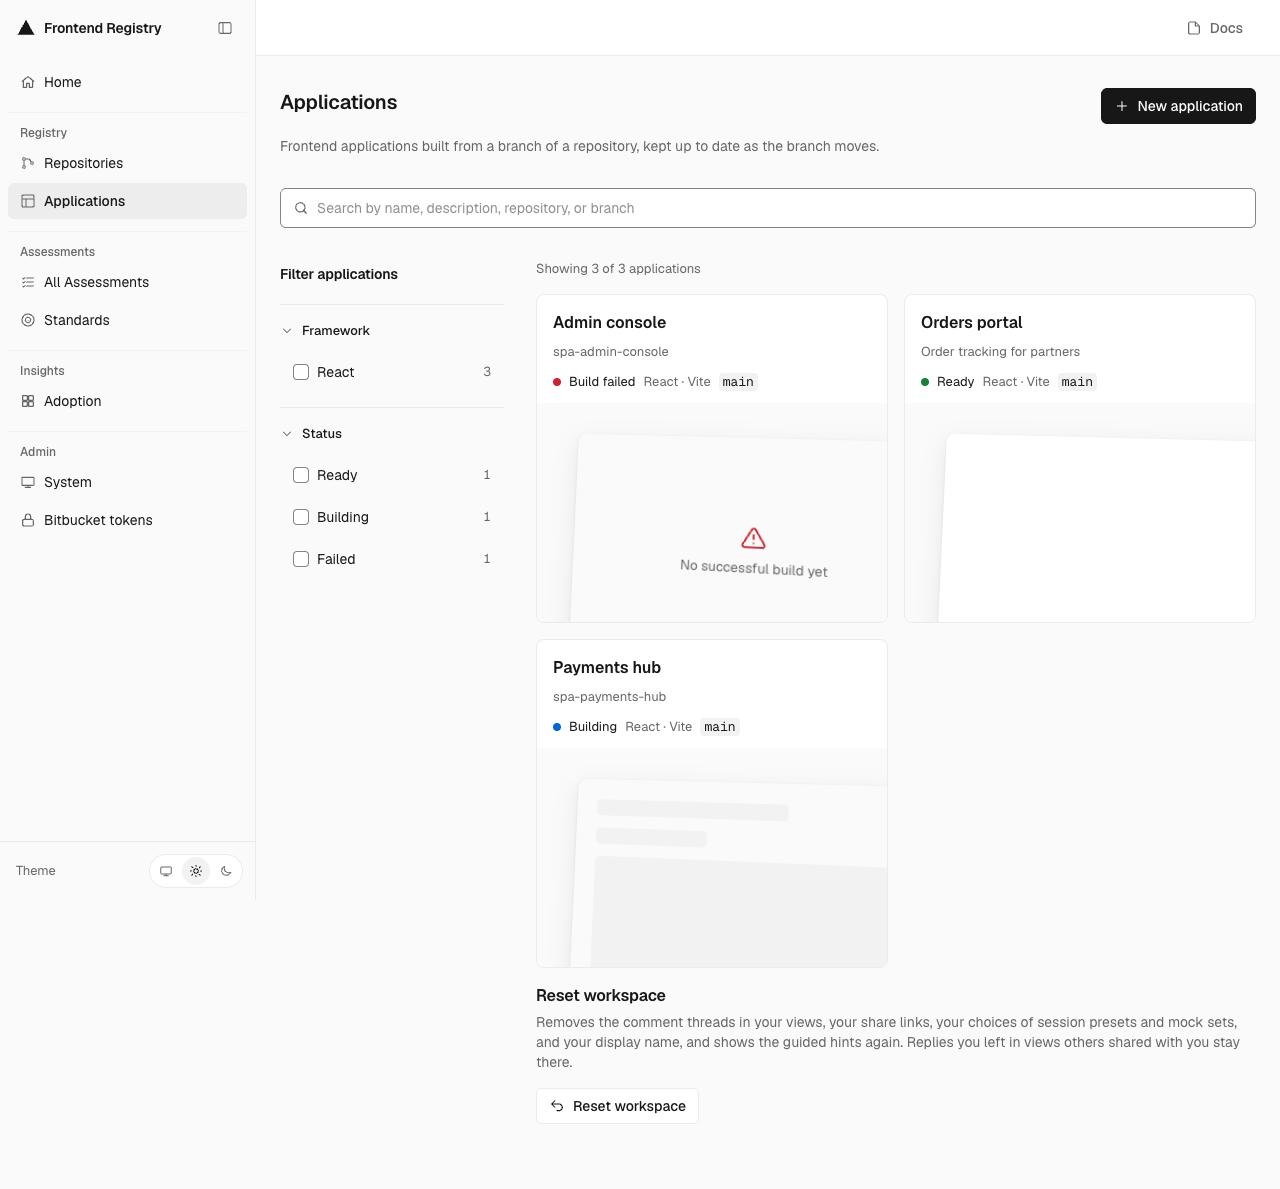 Frontend Registry
Docs
Home
Registry
Repositories
Applications
Assessments
All Assessments
Standards
Insights
Adoption
Admin
System
Bitbucket tokens
Theme
Applications
New application
Frontend applications built from a branch of a repository, kept up to date as the branch moves.
Search by name, description, repository, or branch
Filter applications
Framework
React 3
Status
Ready 1
Building 1
Failed 1
Showing 3 of 3 applications
Admin console
spa-admin-console
Build failed React · Vite main
No successful build yet
Orders portal
Order tracking for partners
Ready React · Vite main
Payments hub
spa-payments-hub
Building React · Vite main
Reset workspace
Removes the comment threads in your views, your share links, your choices of session presets and mock sets,
and your display name, and shows the guided hints again. Replies you left in views others shared with you stay
there.
Reset workspace